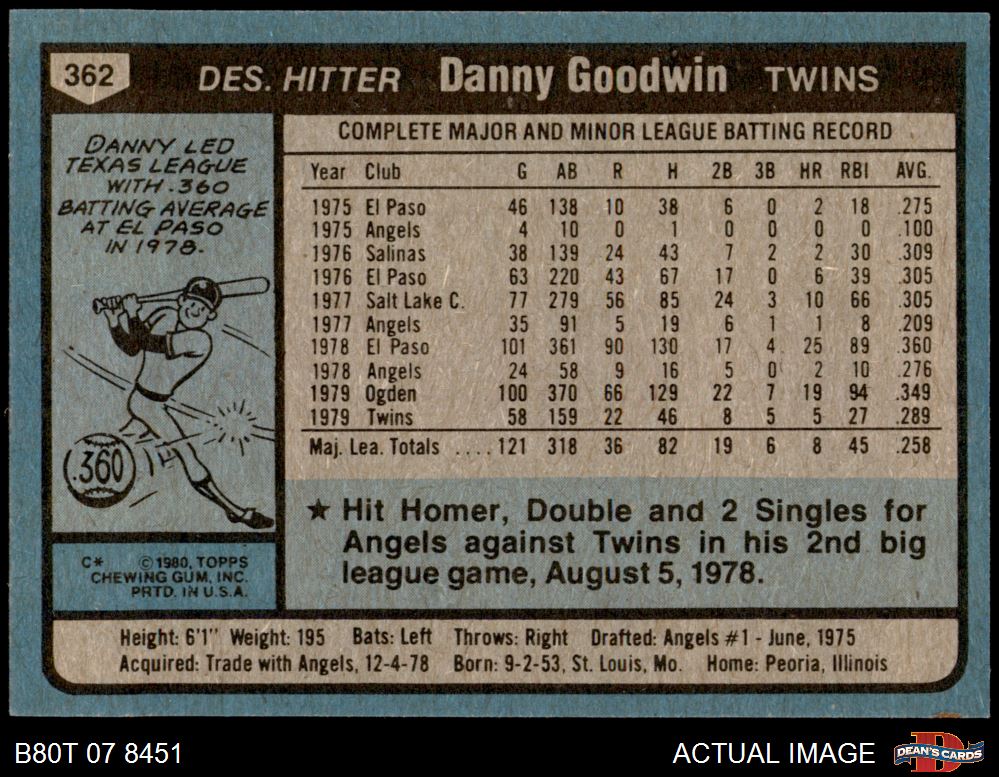 362 DES. HITTER Danny Goodwin TWINS
DANNY LED
TEXAS LEAGUE
WITH .360
BATTING AVERAGE
AT EL PASO
IN 1978.
.360
C* ©1980, TOPPS
CHEWING GUM, INC.
PRTD. IN U.S.A.
COMPLETE MAJOR AND MINOR LEAGUE BATTING RECORD
Year Club G AB R H 2B 3B HR RBI AVG.
1975 El Paso 46 138 10 38 6 0 2 18 .275
1975 Angels 4 10 0 1 0 0 0 0 .100
1976 Salinas 38 139 24 43 7 2 2 30 .309
1976 El Paso 63 220 43 67 17 0 6 39 .305
1977 Salt Lake C. 77 279 56 85 24 3 10 66 .305
1977 Angels 35 91 5 19 6 1 1 8 .209
1978 El Paso 101 361 90 130 17 4 25 89 .360
1978 Angels 24 58 9 16 5 0 2 10 .276
1979 Ogden 100 370 66 129 22 7 19 94 .349
1979 Twins 58 159 22 46 8 5 5 27 .289
Maj. Lea. Totals .... 121 318 36 82 19 6 8 45 .258
★ Hit Homer, Double and 2 Singles for
Angels against Twins in his 2nd big
league game, August 5, 1978.
Height: 6'1" Weight: 195 Bats: Left Throws: Right Drafted: Angels #1 - June, 1975
Acquired: Trade with Angels, 12-4-78 Born: 9-2-53, St. Louis, Mo. Home: Peoria, Illinois
B80T 07 8451 ACTUAL IMAGE DEAN'S CARDS